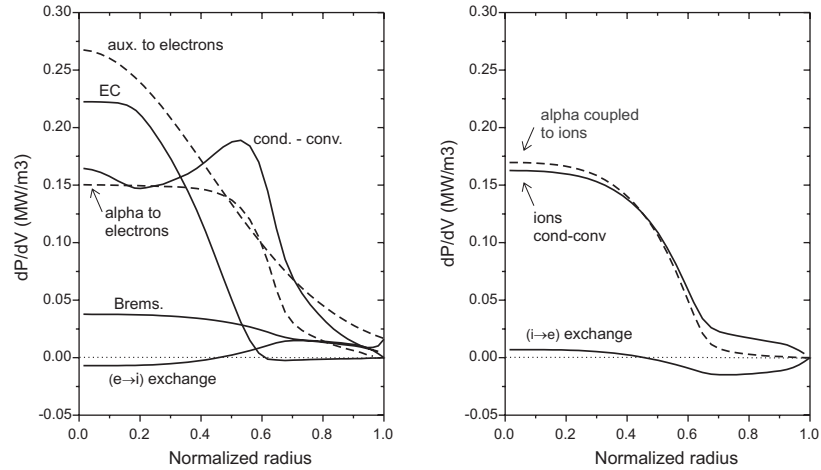 0.30
0.25
0.20
0.15
0.10
0.05
0.00
-0.05
dP/dV (MW/m3)
aux. to electrons
EC
cond. - conv.
alpha to
electrons
Brems.
(e→i) exchange
0.0 0.2 0.4 0.6 0.8 1.0
Normalized radius
0.30
0.25
0.20
0.15
0.10
0.05
0.00
-0.05
dP/dV (MW/m3)
alpha coupled
to ions
ions
cond-conv
(i→e) exchange
0.0 0.2 0.4 0.6 0.8 1.0
Normalized radius